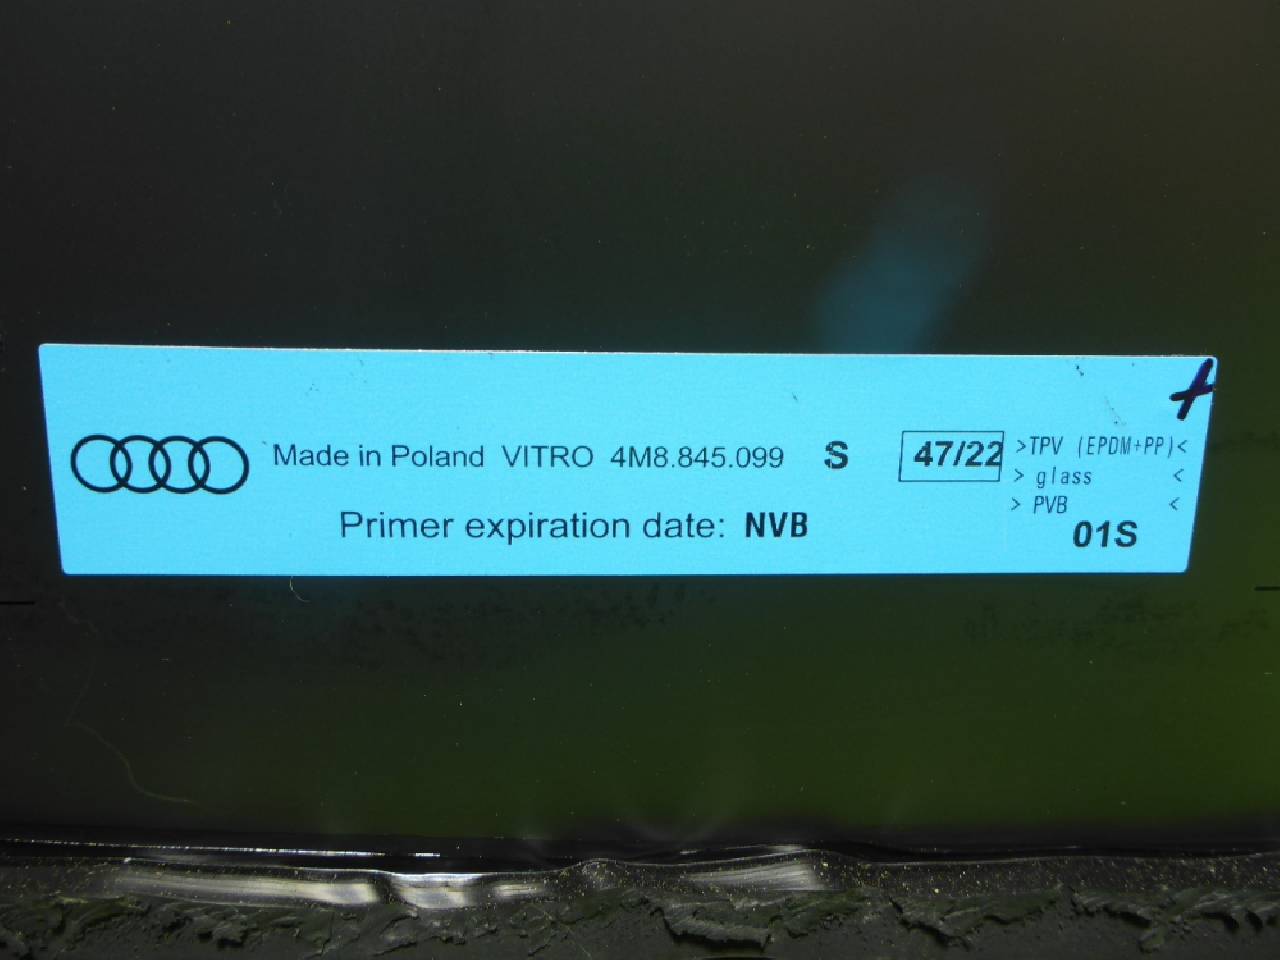 Made in Poland VITRO 4M8.845.099 S 47/22 >TPV (EPDM+PP)<
> glass <
> PVB <
Primer expiration date: NVB 01S